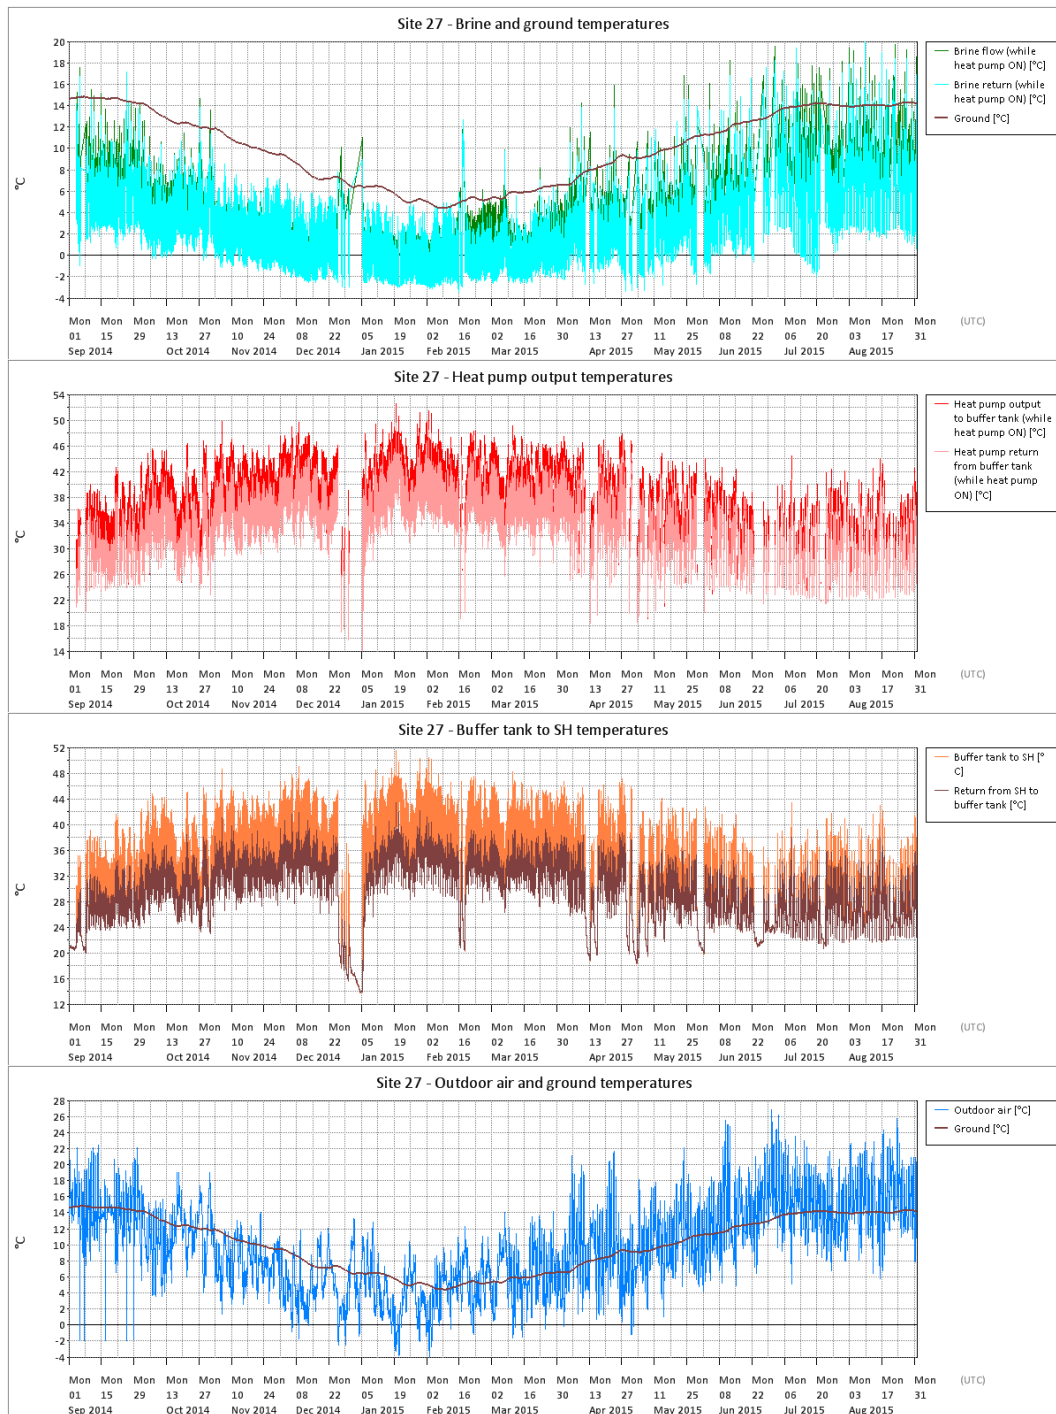 Site 27 - Brine and ground temperatures
20
18
16
14
12
10
8
6
4
2
0
-2
-4
°C
Brine flow (while
heat pump ON) [°C]
Brine return (while
heat pump ON) [°C]
Ground [°C]
Mon Mon Mon Mon Mon Mon Mon Mon Mon Mon Mon Mon Mon Mon Mon Mon Mon Mon Mon Mon Mon Mon Mon Mon Mon Mon Mon (UTC)
01 15 29 13 27 10 24 08 22 05 19 02 16 02 16 30 13 27 11 25 08 22 06 20 03 17 31
Sep 2014 Oct 2014 Nov 2014 Dec 2014 Jan 2015 Feb 2015 Mar 2015 Apr 2015 May 2015 Jun 2015 Jul 2015 Aug 2015
Site 27 - Heat pump output temperatures
54
50
46
42
38
34
30
26
22
18
14
°C
Heat pump output
to buffer tank (while
heat pump ON) [°C]
Heat pump return
from buffer tank
(while heat pump
ON) [°C]
Mon Mon Mon Mon Mon Mon Mon Mon Mon Mon Mon Mon Mon Mon Mon Mon Mon Mon Mon Mon Mon Mon Mon Mon Mon Mon Mon (UTC)
01 15 29 13 27 10 24 08 22 05 19 02 16 02 16 30 13 27 11 25 08 22 06 20 03 17 31
Sep 2014 Oct 2014 Nov 2014 Dec 2014 Jan 2015 Feb 2015 Mar 2015 Apr 2015 May 2015 Jun 2015 Jul 2015 Aug 2015
Site 27 - Buffer tank to SH temperatures
52
48
44
40
36
32
28
24
20
16
12
°C
Buffer tank to SH [°
C]
Return from SH to
buffer tank [°C]
Mon Mon Mon Mon Mon Mon Mon Mon Mon Mon Mon Mon Mon Mon Mon Mon Mon Mon Mon Mon Mon Mon Mon Mon Mon Mon Mon (UTC)
01 15 29 13 27 10 24 08 22 05 19 02 16 02 16 30 13 27 11 25 08 22 06 20 03 17 31
Sep 2014 Oct 2014 Nov 2014 Dec 2014 Jan 2015 Feb 2015 Mar 2015 Apr 2015 May 2015 Jun 2015 Jul 2015 Aug 2015
Site 27 - Outdoor air and ground temperatures
28
26
24
22
20
18
16
14
12
10
8
6
4
2
0
-2
-4
°C
Outdoor air [°C]
Ground [°C]
Mon Mon Mon Mon Mon Mon Mon Mon Mon Mon Mon Mon Mon Mon Mon Mon Mon Mon Mon Mon Mon Mon Mon Mon Mon Mon Mon (UTC)
01 15 29 13 27 10 24 08 22 05 19 02 16 02 16 30 13 27 11 25 08 22 06 20 03 17 31
Sep 2014 Oct 2014 Nov 2014 Dec 2014 Jan 2015 Feb 2015 Mar 2015 Apr 2015 May 2015 Jun 2015 Jul 2015 Aug 2015